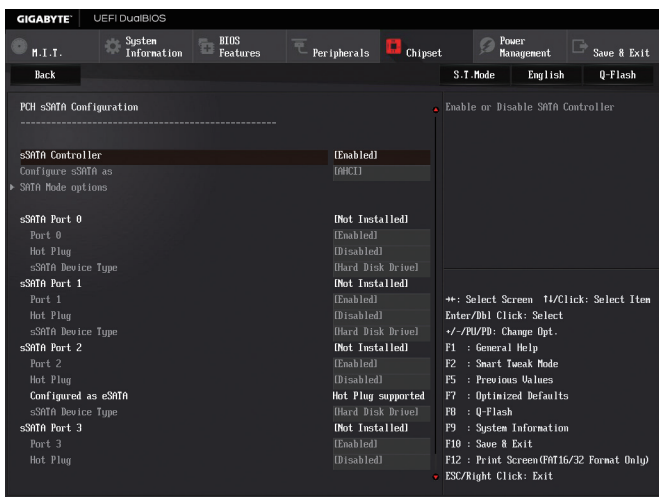 GIGABYTE™ UEFI DualBIOS
M.I.T.
System Information
BIOS Features
Peripherals
Chipset
Power Management
Save & Exit
Back
S.T.Mode English Q-Flash
PCH sSATA Configuration
--------------------------------------------------
Enable or Disable SATA Controller
sSATA Controller [Enabled]
Configure sSATA as [AHCI]
SATA Mode options
sSATA Port 0 [Not Installed]
Port 0 [Enabled]
Hot Plug [Disabled]
sSATA Device Type [Hard Disk Drive]
sSATA Port 1 [Not Installed]
Port 1 [Enabled]
Hot Plug [Disabled]
sSATA Device Type [Hard Disk Drive]
sSATA Port 2 [Not Installed]
Port 2 [Enabled]
Hot Plug [Disabled]
Configured as eSATA Hot Plug supported
sSATA Device Type [Hard Disk Drive]
sSATA Port 3 [Not Installed]
Port 3 [Enabled]
Hot Plug [Disabled]
→←: Select Screen ↑↓/Click: Select Item
Enter/Dbl Click: Select
+/-/PU/PD: Change Opt.
F1 : General Help
F2 : Smart Tweak Mode
F5 : Previous Values
F7 : Optimized Defaults
F8 : Q-Flash
F9 : System Information
F10 : Save & Exit
F12 : Print Screen(FAT16/32 Format Only)
ESC/Right Click: Exit